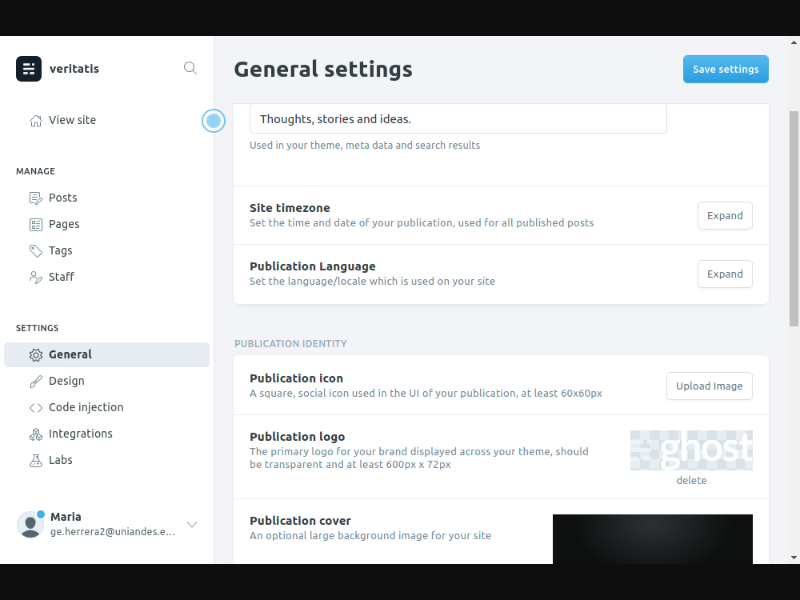 veritatis
View site
MANAGE
Posts
Pages
Tags
Staff
SETTINGS
General
Design
Code injection
Integrations
Labs
Maria
ge.herrera2@uniandes.e...
General settings
Save settings
Thoughts, stories and ideas.
Used in your theme, meta data and search results
Site timezone
Set the time and date of your publication, used for all published posts
Expand
Publication Language
Set the language/locale which is used on your site
Expand
PUBLICATION IDENTITY
Publication icon
A square, social icon used in the UI of your publication, at least 60x60px
Upload Image
Publication logo
The primary logo for your brand displayed across your theme, should
be transparent and at least 600px x 72px
ghost
delete
Publication cover
An optional large background image for your site